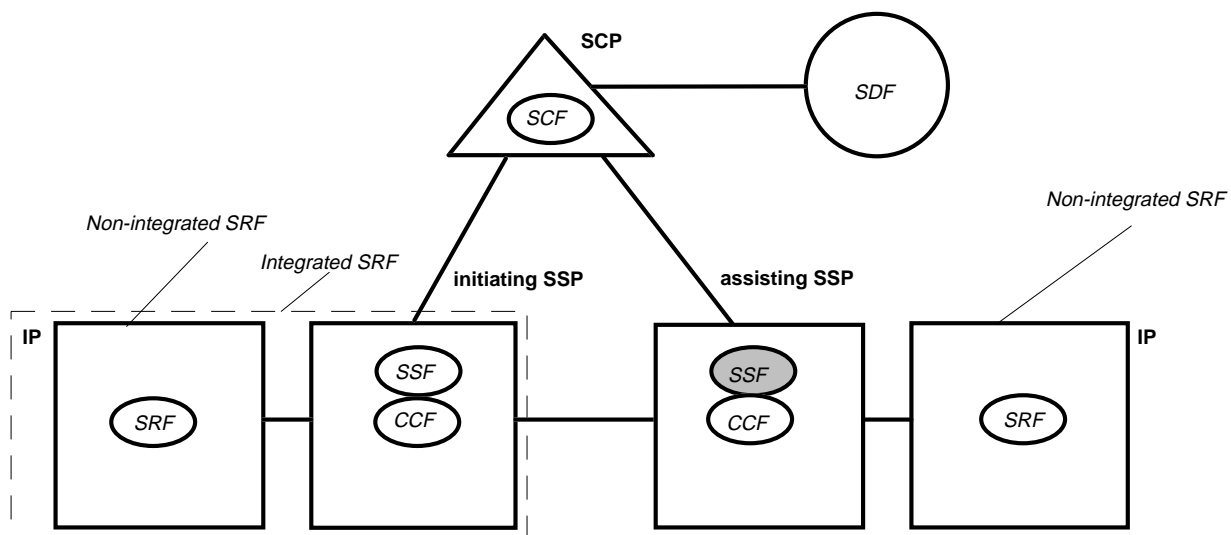 SCP
SDF
SCF
Non-integrated SRF
Non-integrated SRF
Integrated SRF
initiating SSP
assisting SSP
IP
IP
SSF
SSF
SRF
CCF
CCF
SRF